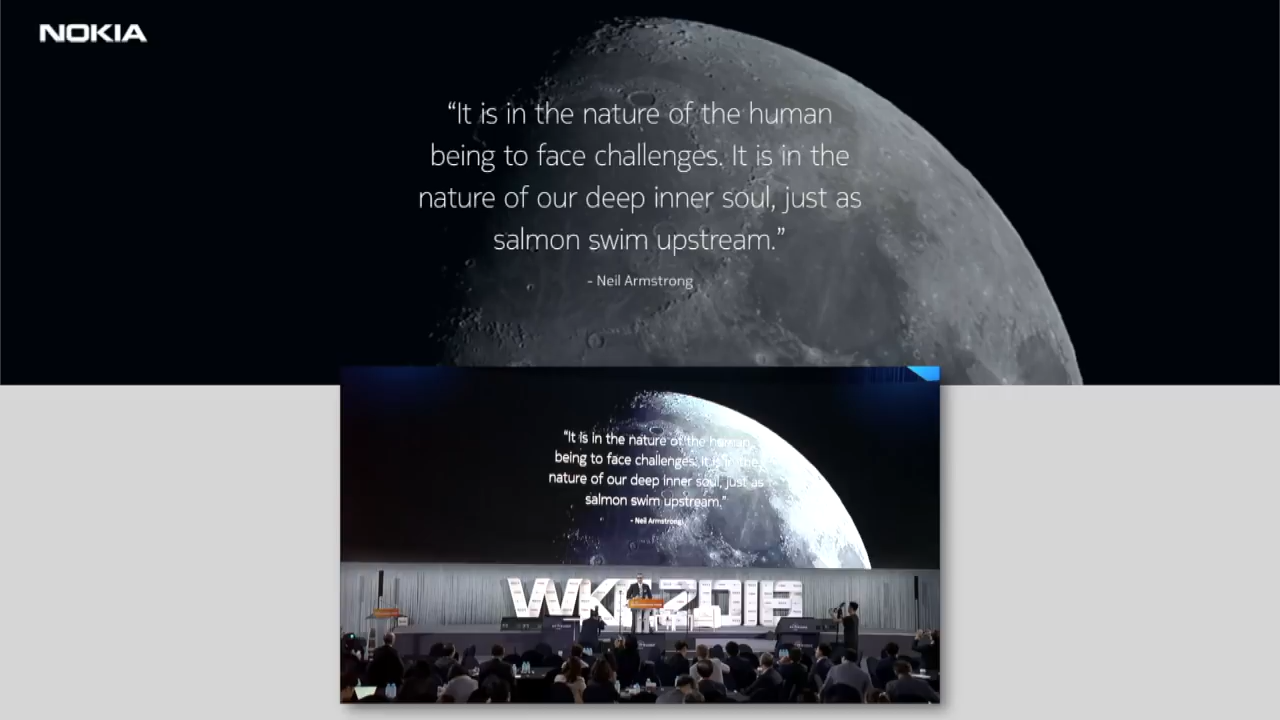 NOKIA
“It is in the nature of the human
being to face challenges. It is in the
nature of our deep inner soul, just as
salmon swim upstream.”
- Neil Armstrong
“It is in the nature of the human
being to face challenges. It is in the
nature of our deep inner soul, just as
salmon swim upstream.”
- Neil Armstrong